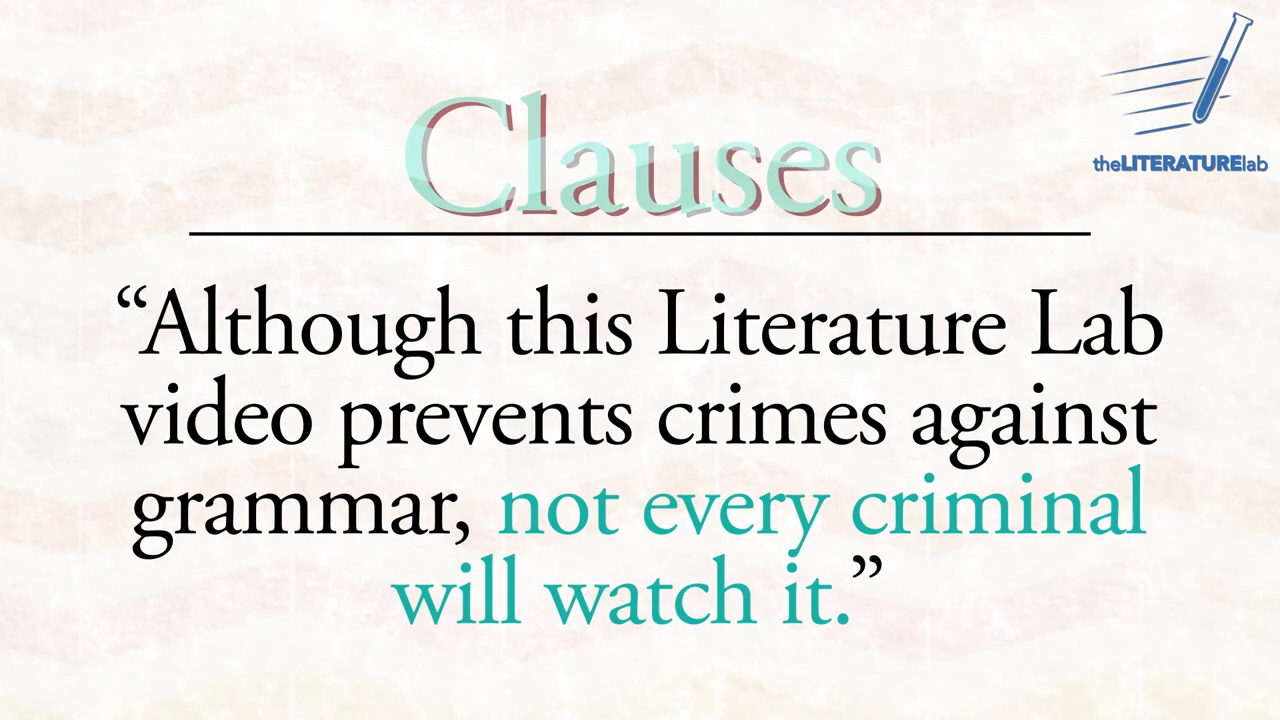 theLITERATURElab
Clauses
“Although this Literature Lab
video prevents crimes against
grammar, not every criminal
will watch it.”